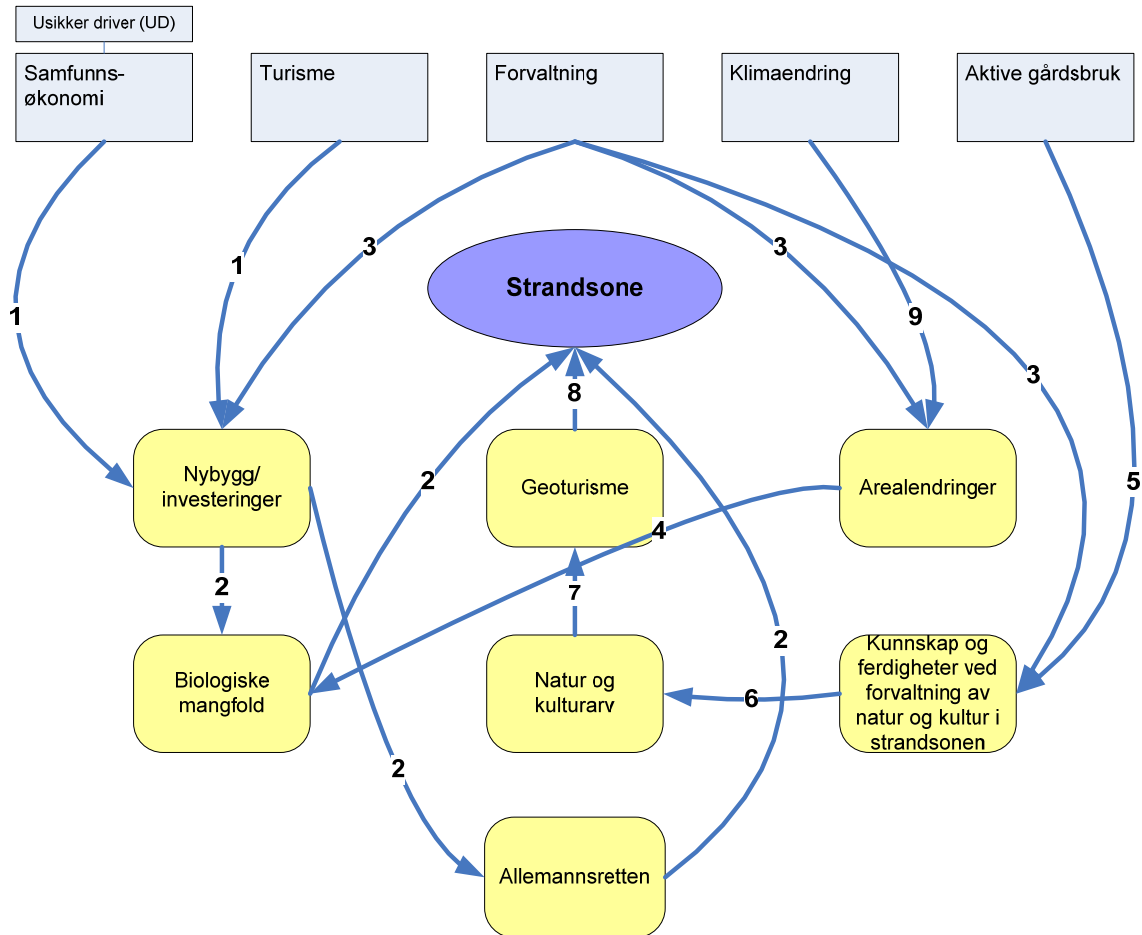 Usikker driver (UD)
Samfunns-
økonomi
Turisme
Forvaltning
Klimaendring
Aktive gårdsbruk
3
3
1
Strandsone
1
9
3
8
2
5
Nybygg/
investeringer
Geoturisme
Arealendringer
4
2
7
2
Biologiske
mangfold
Natur og
kulturarv
Kunnskap og
ferdigheter ved
forvaltning av
natur og kultur i
strandsonen
6
2
Allemannsretten